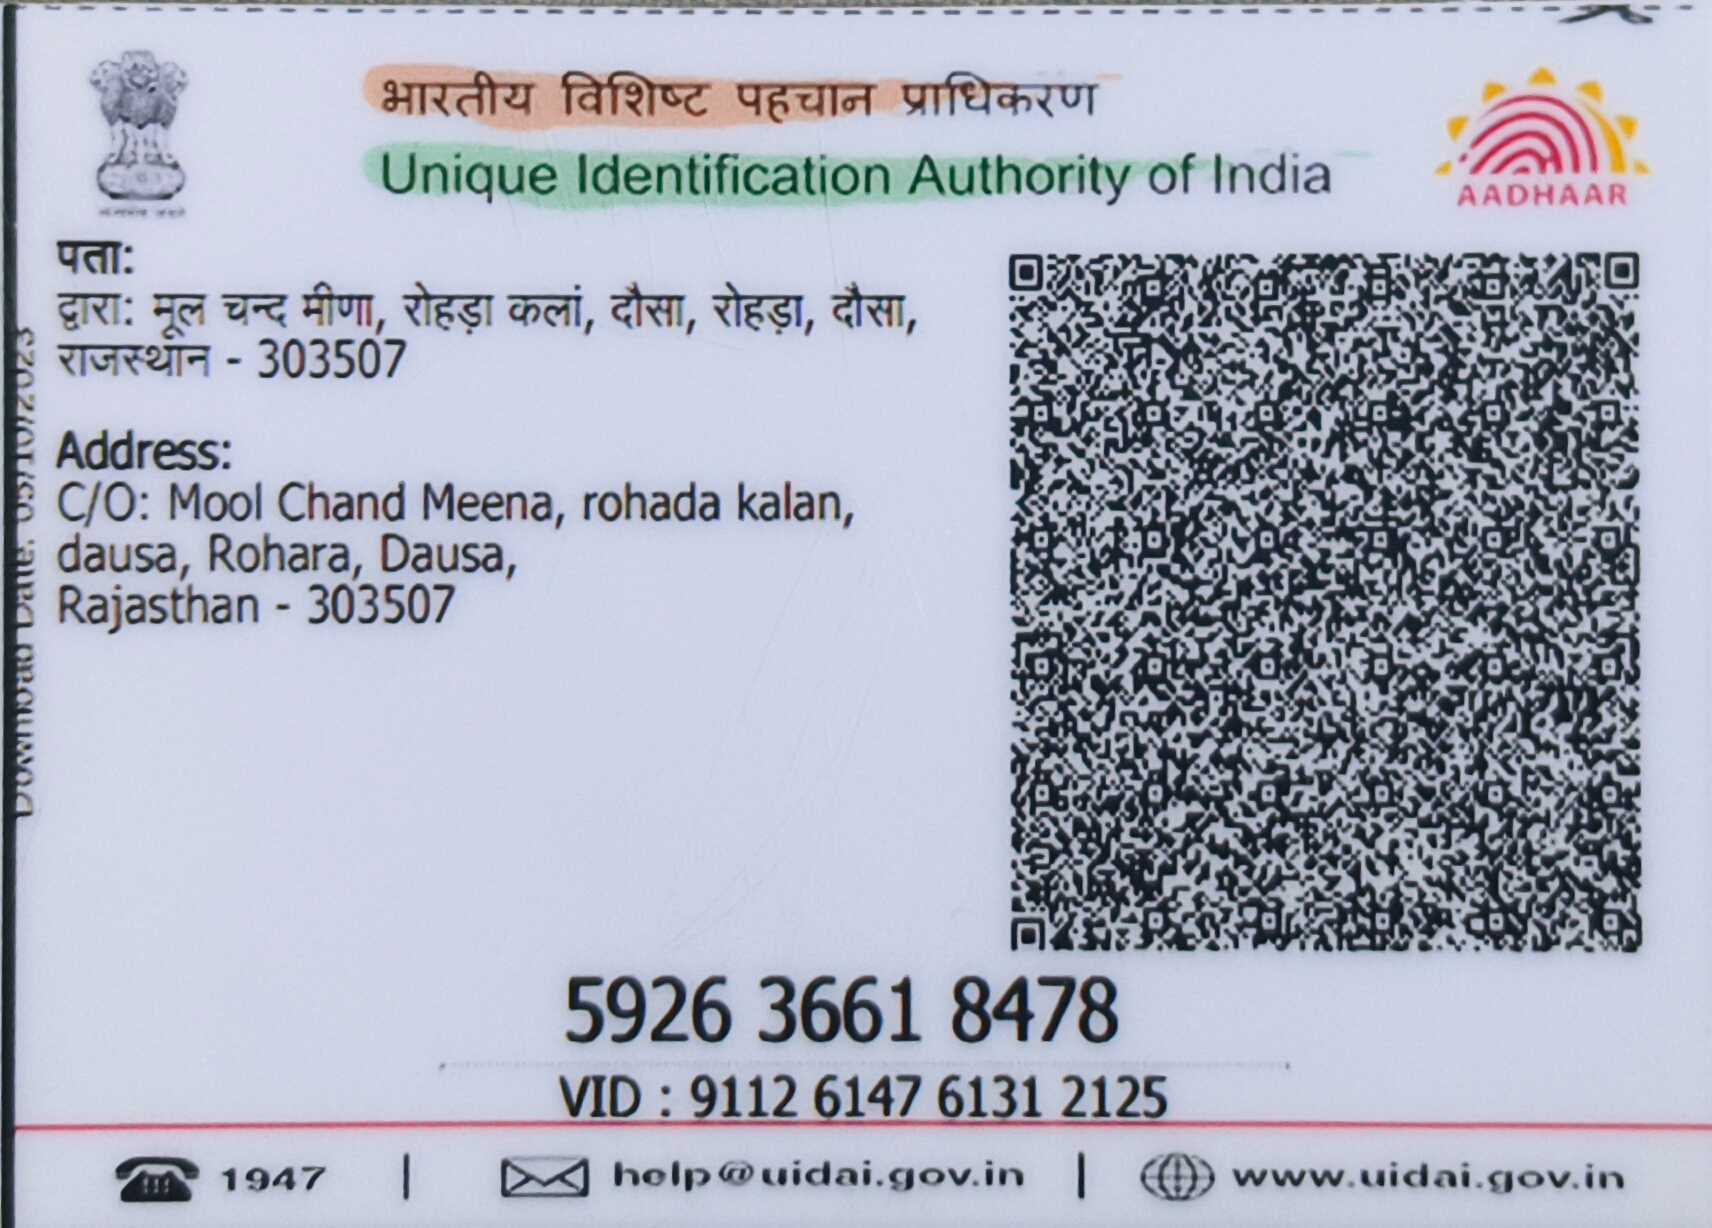 भारतीय विशिष्ट पहचान प्राधिकरण
Unique Identification Authority of India
AADHAAR
पता:
द्वारा: मूल चन्द मीणा, रोहड़ा कलां, दौसा, रोहड़ा, दौसा,
राजस्थान - 303507
Address:
C/O: Mool Chand Meena, rohada kalan,
dausa, Rohara, Dausa,
Rajasthan - 303507
Download Date: 05/10/2023
5926 3661 8478
VID : 9112 6147 6131 2125
1947 | help@uidai.gov.in | www.uidai.gov.in